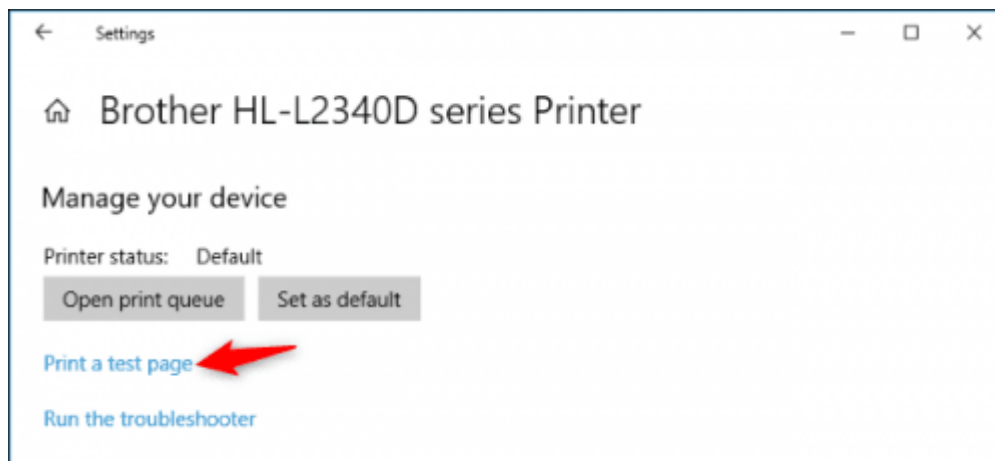 Settings
Brother HL-L2340D series Printer
Manage your device
Printer status: Default
Open print queue Set as default
Print a test page
Run the troubleshooter